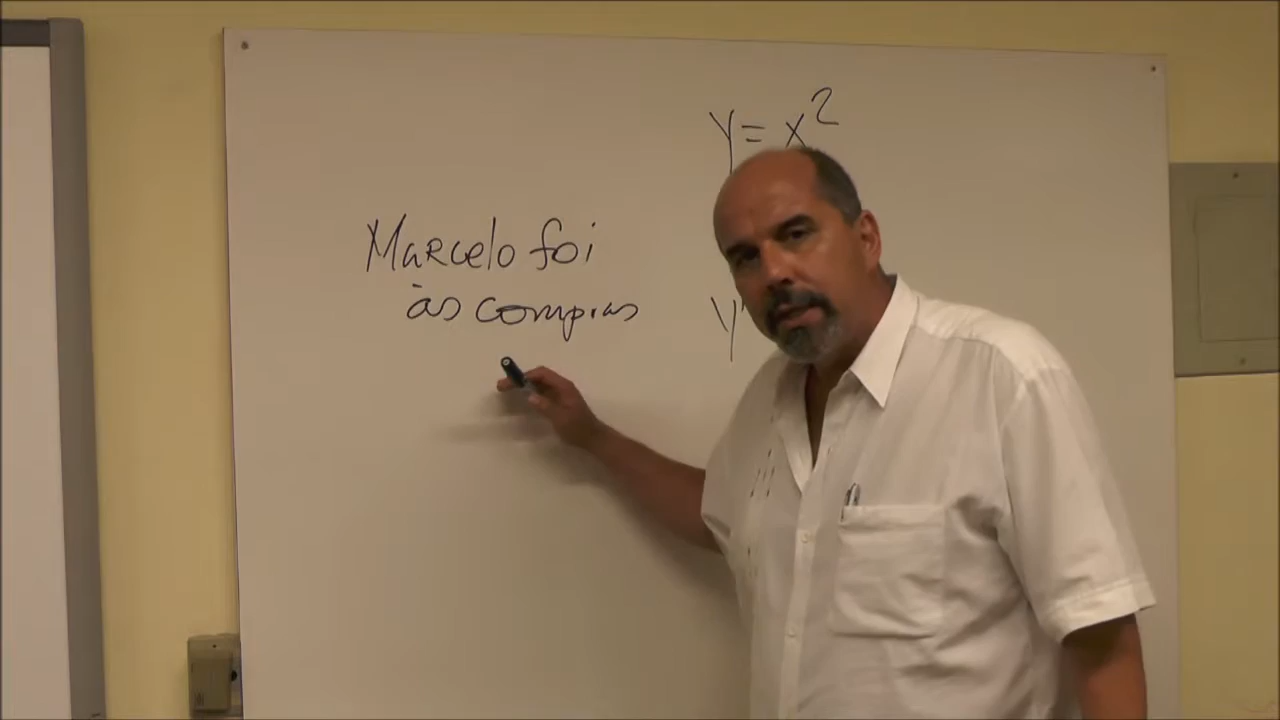 y = x²
Marcelo foi
às compras
y'